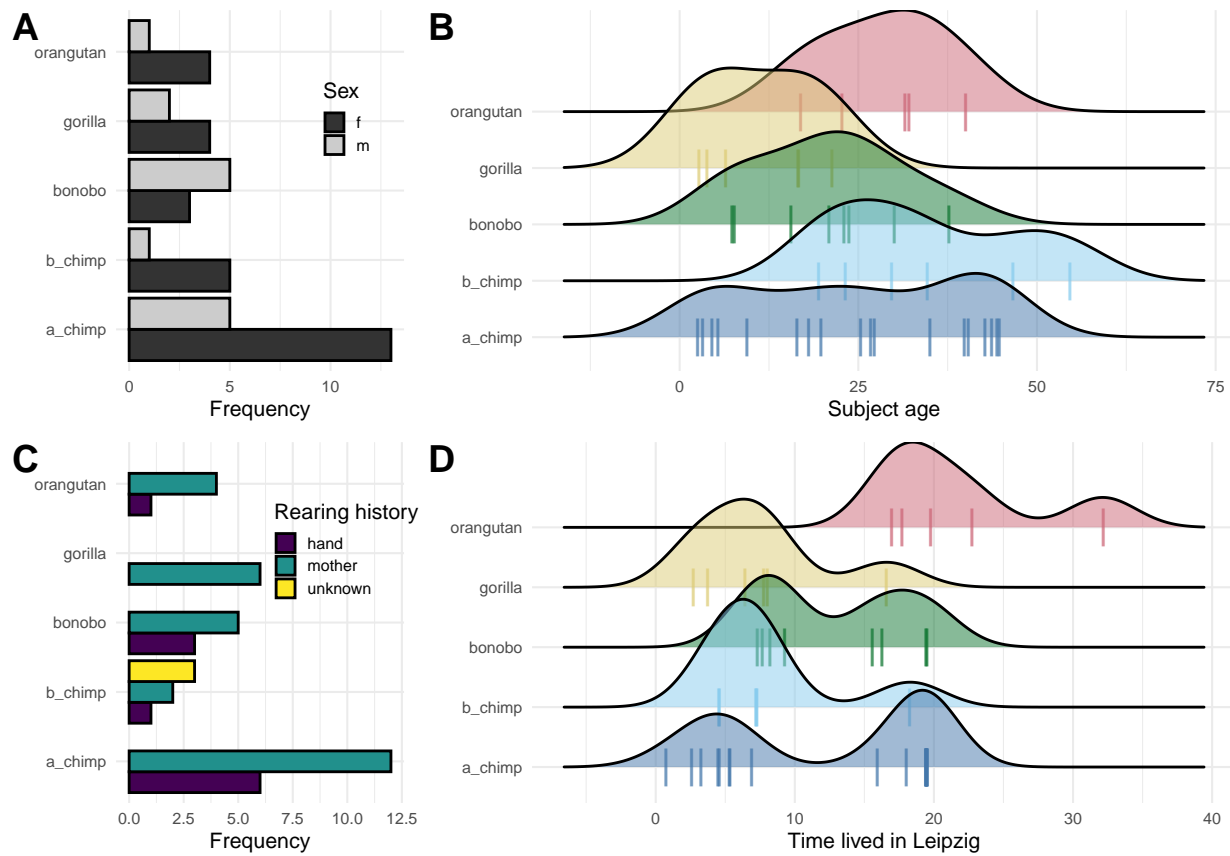 A
orangutan
gorilla
bonobo
b_chimp
a_chimp
0 5 10
Frequency
Sex
f
m
B
orangutan
gorilla
bonobo
b_chimp
a_chimp
0 25 50 75
Subject age
C
orangutan
gorilla
bonobo
b_chimp
a_chimp
0.0 2.5 5.0 7.5 10.0 12.5
Frequency
Rearing history
hand
mother
unknown
D
orangutan
gorilla
bonobo
b_chimp
a_chimp
0 10 20 30 40
Time lived in Leipzig